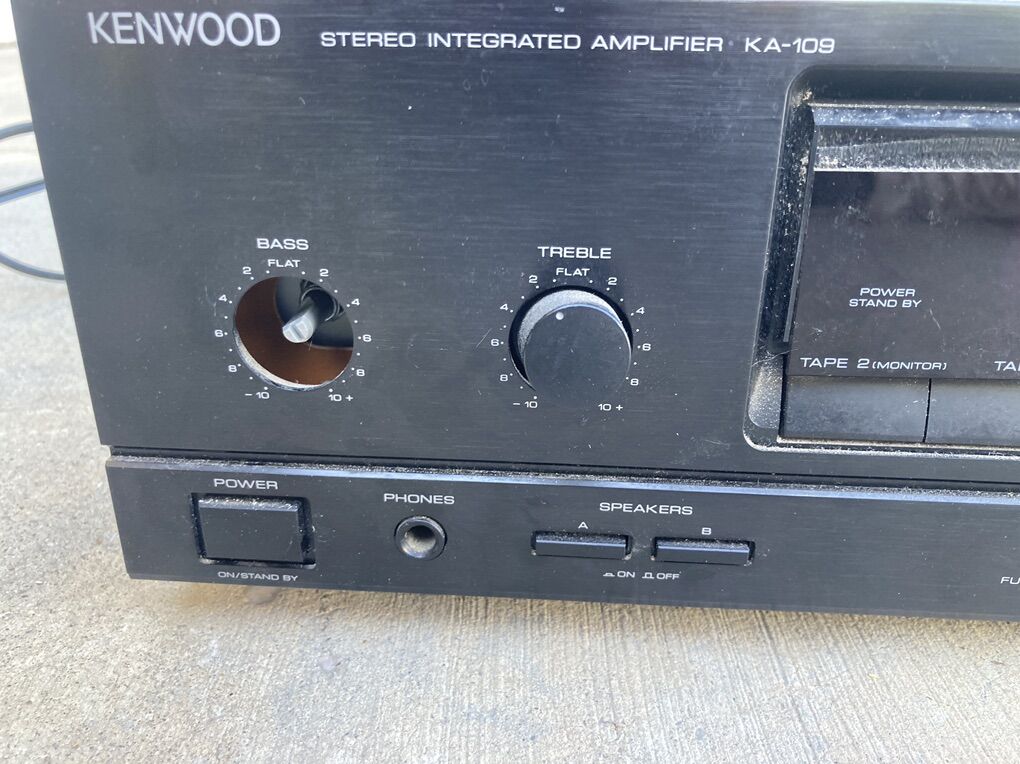 KENWOOD
STEREO INTEGRATED AMPLIFIER KA-109
BASS
FLAT
2 2
4 4
6 6
8 8
- 10 10 +
TREBLE
FLAT
2 2
4 4
6 6
8 8
- 10 10 +
POWER
STAND BY
TAPE 2 (MONITOR)
TA
POWER
ON/STAND BY
PHONES
SPEAKERS
A B
ON OFF
FU